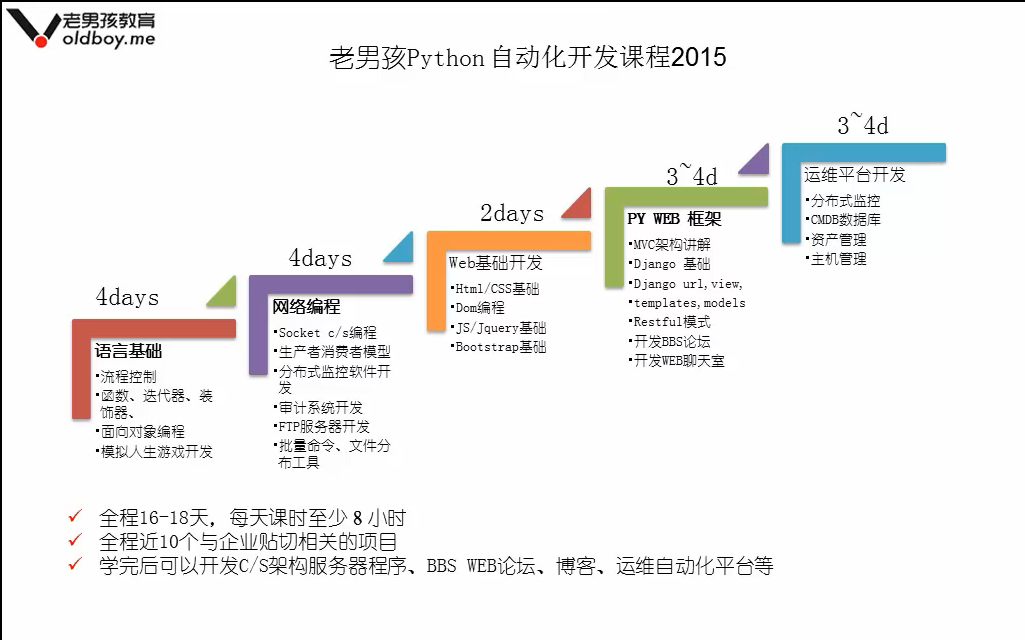 老男孩教育
oldboy.me
老男孩Python 自动化开发课程2015
4days
语言基础
▪流程控制
▪函数、迭代器、装
饰器、
▪面向对象编程
▪模拟人生游戏开发
4days
网络编程
▪Socket c/s编程
▪生产者消费者模型
▪分布式监控软件开
发
▪审计系统开发
▪FTP服务器开发
▪批量命令、文件分
布工具
2days
Web基础开发
▪Html/CSS基础
▪Dom编程
▪JS/Jquery基础
▪Bootstrap基础
3~4d
PY WEB 框架
▪MVC架构讲解
▪Django 基础
▪Django url,view,
▪templates,models
▪Restful模式
▪开发BBS论坛
▪开发WEB聊天室
3~4d
运维平台开发
▪分布式监控
▪CMDB数据库
▪资产管理
▪主机管理
✓ 全程16-18天，每天课时至少 8 小时
✓ 全程近10个与企业贴切相关的项目
✓ 学完后可以开发C/S架构服务器程序、BBS WEB论坛、博客、运维自动化平台等